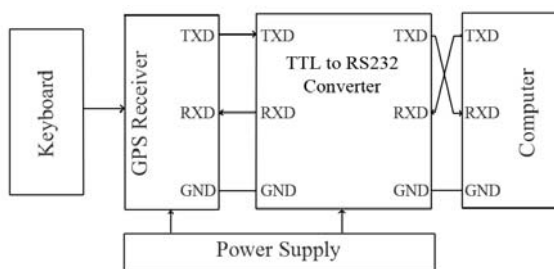 Keyboard
GPS Receiver
TXD
RXD
GND
TXD
RXD
GND
TTL to RS232
Converter
TXD
RXD
GND
TXD
RXD
GND
Computer
Power Supply